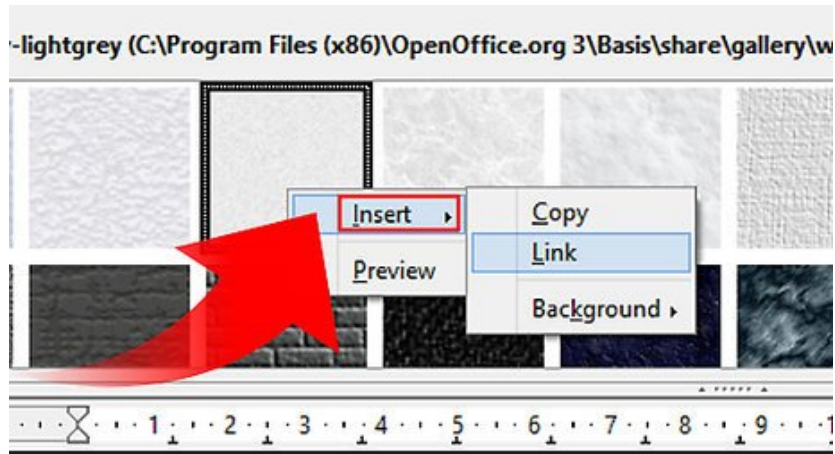 -lightgrey (C:\Program Files (x86)\OpenOffice.org 3\Basis\share\gallery\w
Insert
Preview
Copy
Link
Background
1 2 3 4 5 6 7 8 9 1